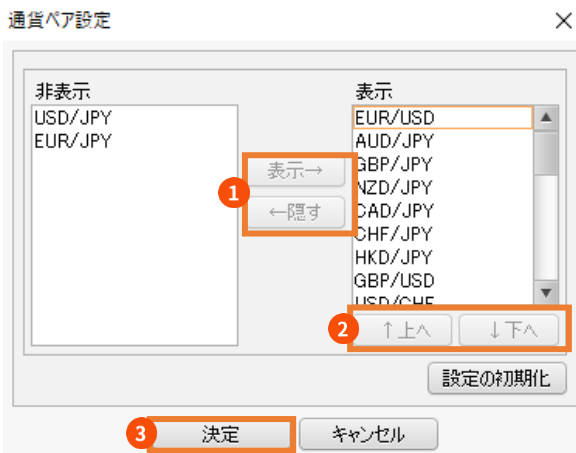 通貨ペア設定
非表示
表示
USD/JPY
EUR/JPY
EUR/USD
AUD/JPY
GBP/JPY
NZD/JPY
CAD/JPY
CHF/JPY
HKD/JPY
GBP/USD
USD/CHF
1
表示→
←隠す
2
↑上へ
↓下へ
設定の初期化
3
決定
キャンセル